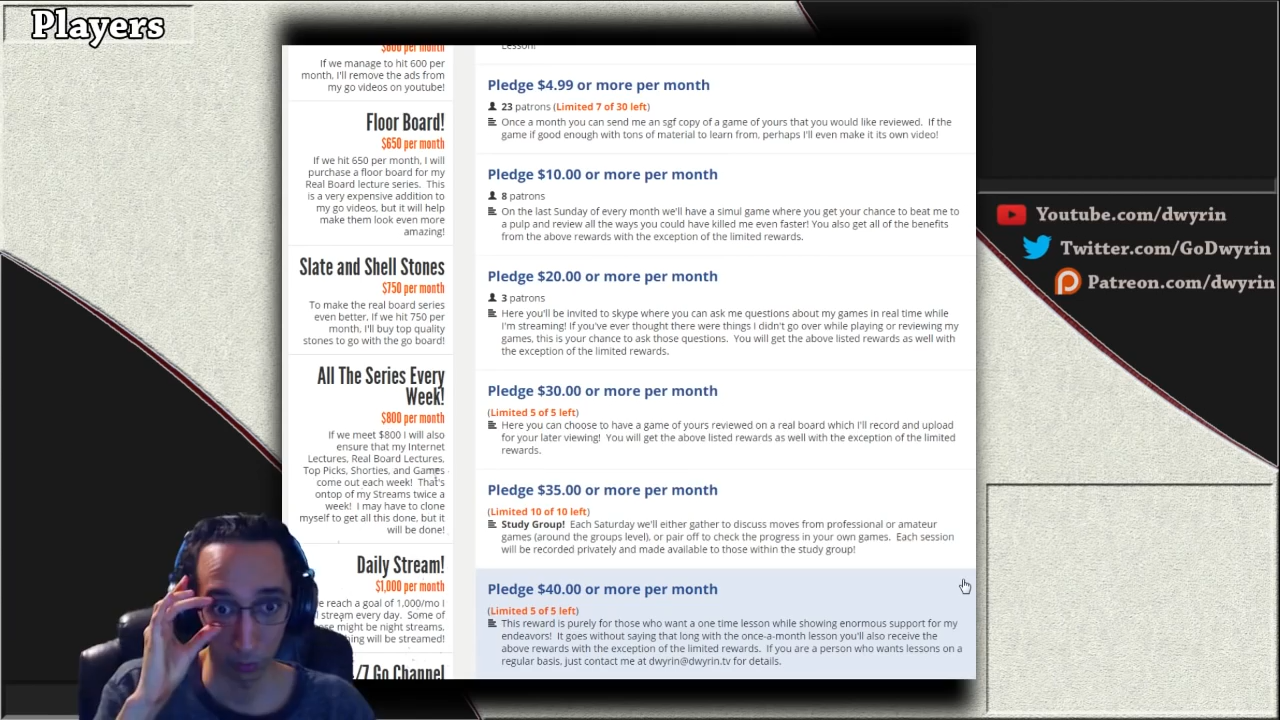 Players
$600 per month
If we manage to hit 600 per
month, I'll remove the ads from
my go videos on youtube!
Floor Board!
$650 per month
If we hit 650 per month, I will
purchase a floor board for my
Real Board lecture series. This
is a very expensive addition to
my go videos, but it will help
make them look even more
amazing!
Slate and Shell Stones
$750 per month
To make the real board series
even better, If we hit 750 per
month, I'll buy top quality
stones to go with the go board!
All The Series Every
Week!
$800 per month
If we meet $800 I will also
ensure that my Internet
Lectures, Real Board Lectures,
Top Picks, Shorties, and Games
come out each week! That's
ontop of my Streams twice a
week! I may have to clone
myself to get all this done, but it
will be done!
Daily Stream!
$1,000 per month
reach a goal of 1,000/mo I
stream every day. Some of
might be night streams.
will be streamed!
/7 Go Channel
Lesson!
Pledge $4.99 or more per month
23 patrons (Limited 7 of 30 left)
Once a month you can send me an sgf copy of a game of yours that you would like reviewed. If the
game if good enough with tons of material to learn from, perhaps I'll even make it its own video!
Pledge $10.00 or more per month
8 patrons
On the last Sunday of every month we'll have a simul game where you get your chance to beat me to
a pulp and review all the ways you could have killed me even faster! You also get all of the benefits
from the above rewards with the exception of the limited rewards.
Pledge $20.00 or more per month
3 patrons
Here you'll be invited to skype where you can ask me questions about my games in real time while
I'm streaming! If you've ever thought there were things I didn't go over while playing or reviewing my
games, this is your chance to ask those questions. You will get the above listed rewards as well with
the exception of the limited rewards.
Pledge $30.00 or more per month
(Limited 5 of 5 left)
Here you can choose to have a game of yours reviewed on a real board which I'll record and upload
for your later viewing! You will get the above listed rewards as well with the exception of the limited
rewards.
Pledge $35.00 or more per month
(Limited 10 of 10 left)
Study Group! Each Saturday we'll either gather to discuss moves from professional or amateur
games (around the groups level), or pair off to check the progress in your own games. Each session
will be recorded privately and made available to those within the study group!
Pledge $40.00 or more per month
(Limited 5 of 5 left)
This reward is purely for those who want a one time lesson while showing enormous support for my
endeavors! It goes without saying that long with the once-a-month lesson you'll also receive the
above rewards with the exception of the limited rewards. If you are a person who wants lessons on a
regular basis, just contact me at dwyrin@dwyrin.tv for details.
Youtube.com/dwyrin
Twitter.com/GoDwyrin
Patreon.com/dwyrin